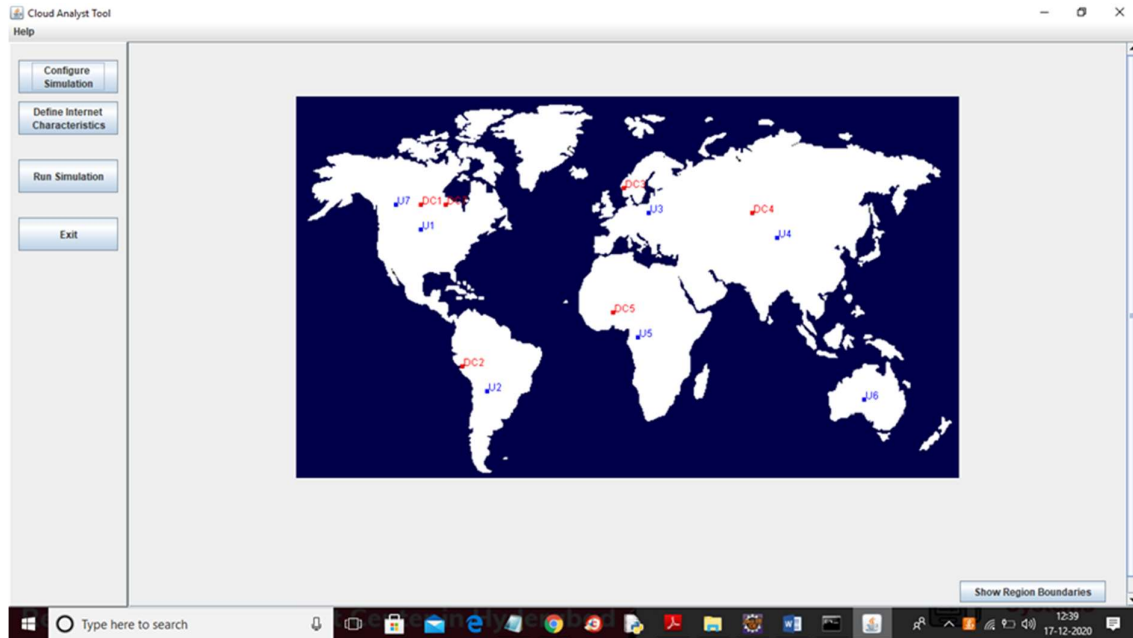 Cloud Analyst Tool
Help
Configure
Simulation
Define Internet
Characteristics
Run Simulation
Exit
DC3
U7
DC1
U3
DC4
U1
U4
DC5
U5
DC2
U2
U6
Show Region Boundaries
Type here to search
12:39
17-12-2020